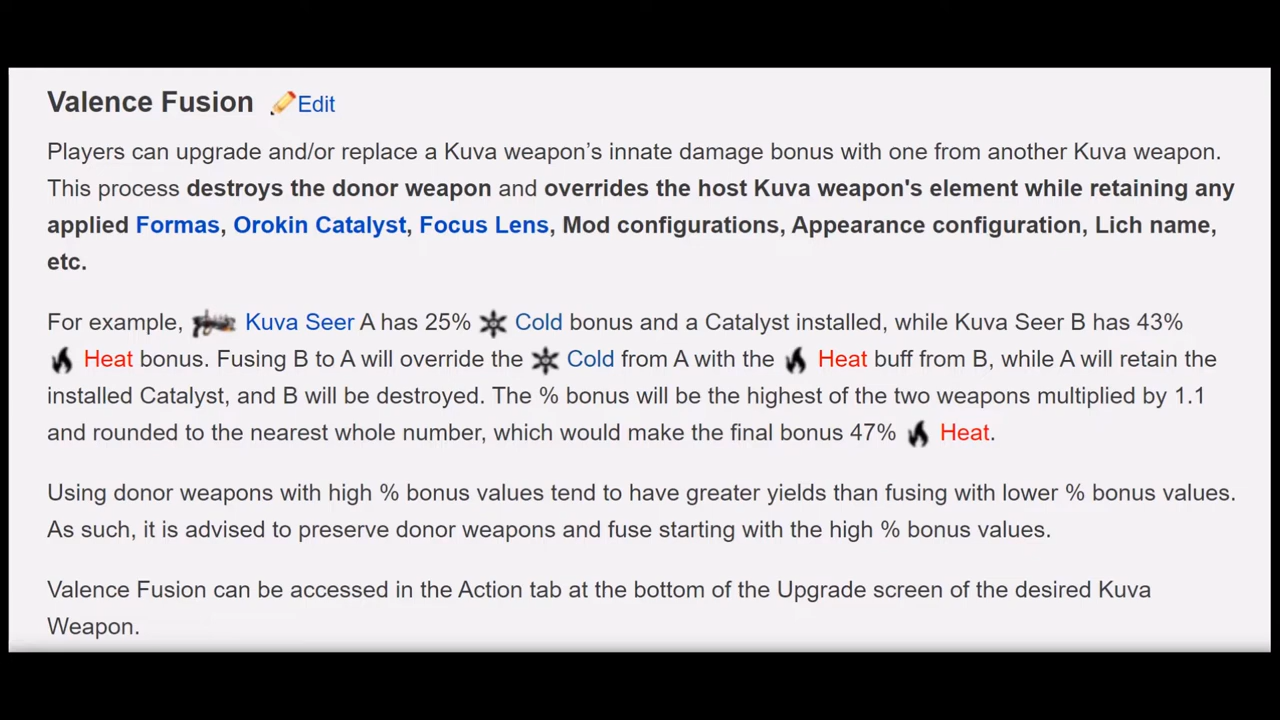 Valence Fusion Edit
Players can upgrade and/or replace a Kuva weapon’s innate damage bonus with one from another Kuva weapon.
This process destroys the donor weapon and overrides the host Kuva weapon's element while retaining any
applied Formas, Orokin Catalyst, Focus Lens, Mod configurations, Appearance configuration, Lich name,
etc.
For example, Kuva Seer A has 25% Cold bonus and a Catalyst installed, while Kuva Seer B has 43%
Heat bonus. Fusing B to A will override the Cold from A with the Heat buff from B, while A will retain the
installed Catalyst, and B will be destroyed. The % bonus will be the highest of the two weapons multiplied by 1.1
and rounded to the nearest whole number, which would make the final bonus 47% Heat.
Using donor weapons with high % bonus values tend to have greater yields than fusing with lower % bonus values.
As such, it is advised to preserve donor weapons and fuse starting with the high % bonus values.
Valence Fusion can be accessed in the Action tab at the bottom of the Upgrade screen of the desired Kuva
Weapon.